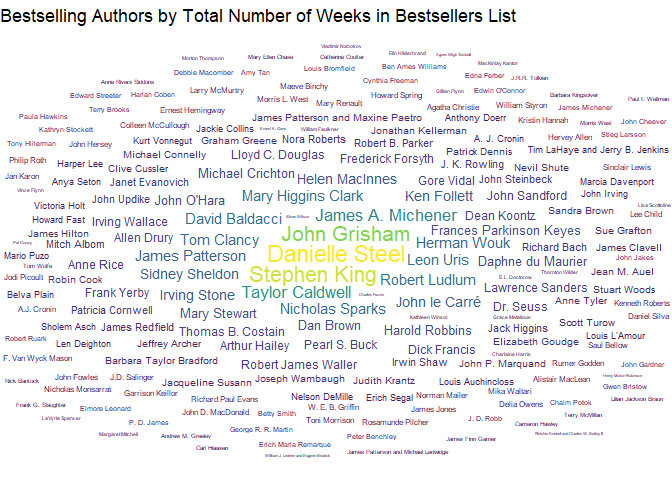 Bestselling Authors by Total Number of Weeks in Bestsellers List
Vladimir Nabokov
Morton Thompson Mary Ellen Chase Catherine Coulter Elin Hilderbrand
Debbie Macomber Amy Tan Louis Bromfield Ben Ames Williams MacKinlay Kantor
Anne Rivers Siddons Maeve Binchy Cynthia Freeman Edna Ferber J.R.R. Tolkien
Edward Streeter Harlan Coben Larry McMurtry Howard Spring Gillian Flynn Edwin O'Connor Barbara Kingsolver
Terry Brooks Ernest Hemingway Morris L. West Mary Renault Agatha Christie William Styron James Michener Paul I. Wellman
Paula Hawkins Colleen McCullough James Patterson and Maxine Paetro Anthony Doerr Kristin Hannah Morris West John Cheever
Kathryn Stockett Jackie Collins William Faulkner Jonathan Kellerman A. J. Cronin Hervey Allen Stieg Larsson
Tony Hillerman John Hersey Kurt Vonnegut Graham Greene Nora Roberts Robert B. Parker Patrick Dennis Tim LaHaye and Jerry B. Jenkins
Philip Roth Harper Lee Michael Connelly Lloyd C. Douglas Frederick Forsyth J. K. Rowling Nevil Shute Sinclair Lewis
Jan Karon Anya Seton Clive Cussler Michael Crichton Helen MacInnes Gore Vidal John Steinbeck Marcia Davenport
Vince Flynn Janet Evanovich Mary Higgins Clark Ken Follett John Sandford John Irving
Victoria Holt John Updike John O'Hara Sandra Brown Lisa Scottoline
Howard Fast Irving Wallace David Baldacci James A. Michener Dean Koontz Lee Child
James Hilton Allen Drury Tom Clancy John Grisham Frances Parkinson Keyes Sue Grafton
Pat Conroy Mitch Albom Herman Wouk Richard Bach James Clavell
Mario Puzo Anne Rice James Patterson Danielle Steel Leon Uris Daphne du Maurier John Jakes
Tom Wolfe Thornton Wilder Jean M. Auel
Jodi Picoult Robin Cook Sidney Sheldon Stephen King Robert Ludlum E.L. Doctorow
Belva Plain Frank Yerby Irving Stone Taylor Caldwell Lawrence Sanders Stuart Woods
A.J. Cronin Patricia Cornwell Mary Stewart Nicholas Sparks John le Carré Dr. Seuss Anne Tyler Kenneth Roberts
Kathleen Winsor Grace Metalious Daniel Silva
Sholem Asch James Redfield Thomas B. Costain Dan Brown Harold Robbins Jack Higgins Scott Turow
Robert Ruark Len Deighton Jeffrey Archer Arthur Hailey Pearl S. Buck Elizabeth Goudge Louis L'Amour
Saul Bellow
F. Van Wyck Mason Barbara Taylor Bradford Robert James Waller Dick Francis Charlaine Harris Rumer Godden
Irwin Shaw John P. Marquand John Gardner
John Fowles J.D. Salinger Joseph Wambaugh Judith Krantz Alistair MacLean
Nick Bantock Nicholas Monsarrat Jacqueline Susann Louis Auchincloss Gwen Bristow
Garrison Keillor Nelson DeMille Erich Segal Norman Mailer Mika Waltari Lilian Jackson Braun
Frank G. Slaughter Richard Paul Evans W. E. B. Griffin Delia Owens Chaim Potok
Elmore Leonard John D. MacDonald Betty Smith James Jones
LaVyrle Spencer P. D. James Toni Morrison Rosamunde Pilcher J. D. Robb Terry McMillan
Margaret Mitchell George R. R. Martin Cameron Hawley
Andrew M. Greeley Peter Benchley James Finn Garner
Carl Hiaasen Erich Maria Remarque James Patterson and Michael Ledwidge
William J. Lederer and Eugene Burdick